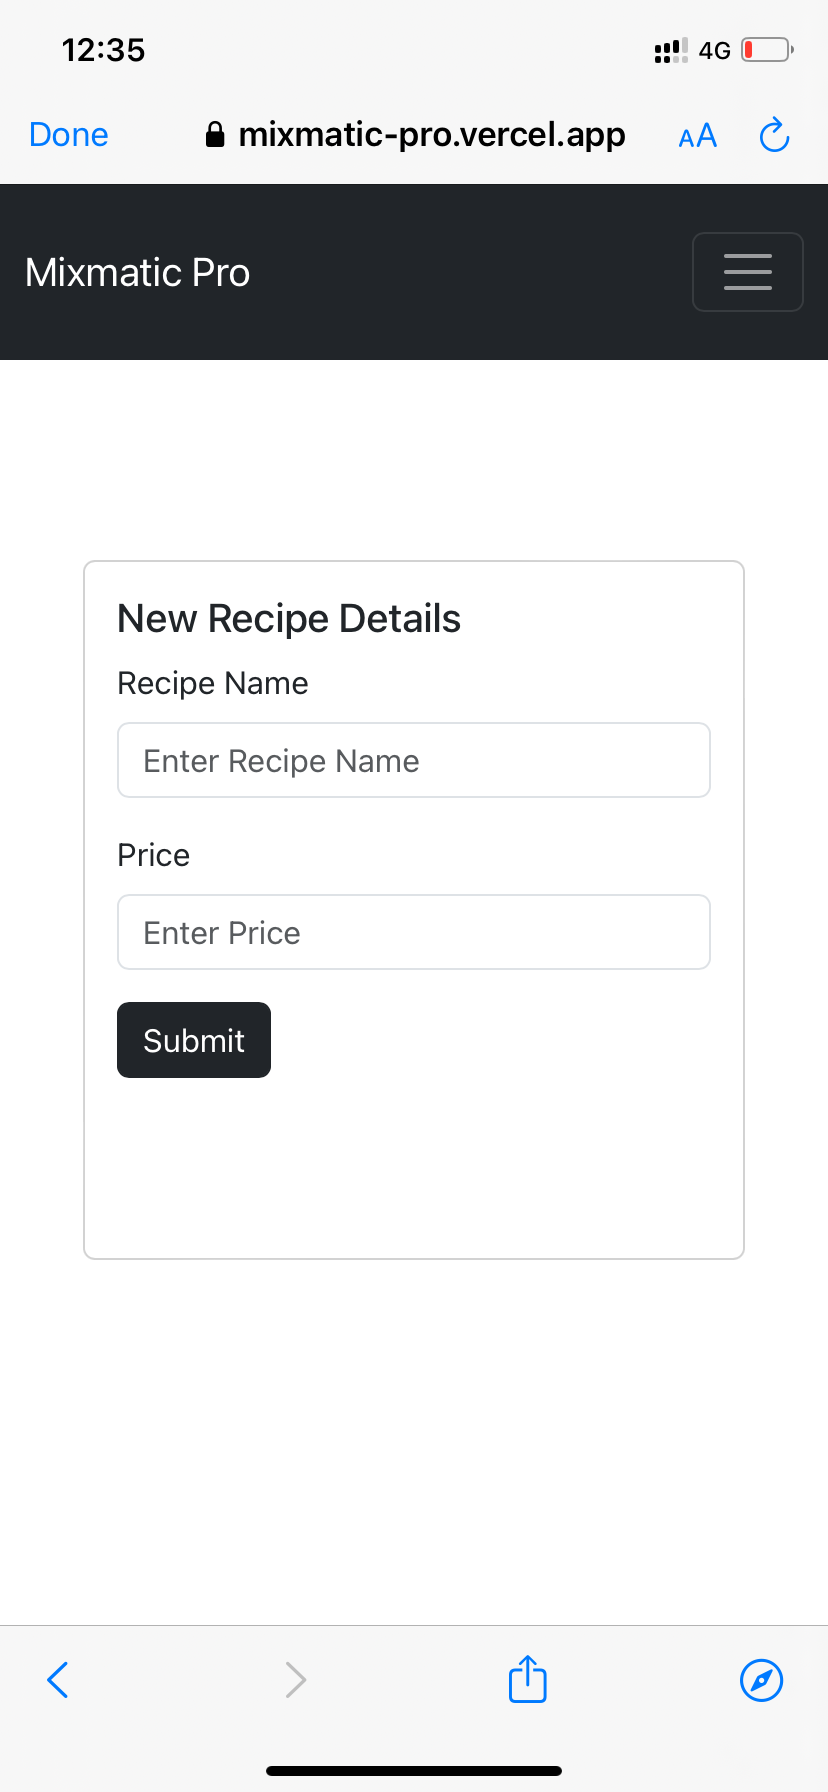 12:35
4G
Done
mixmatic-pro.vercel.app
AA
Mixmatic Pro
New Recipe Details
Recipe Name
Enter Recipe Name
Price
Enter Price
Submit